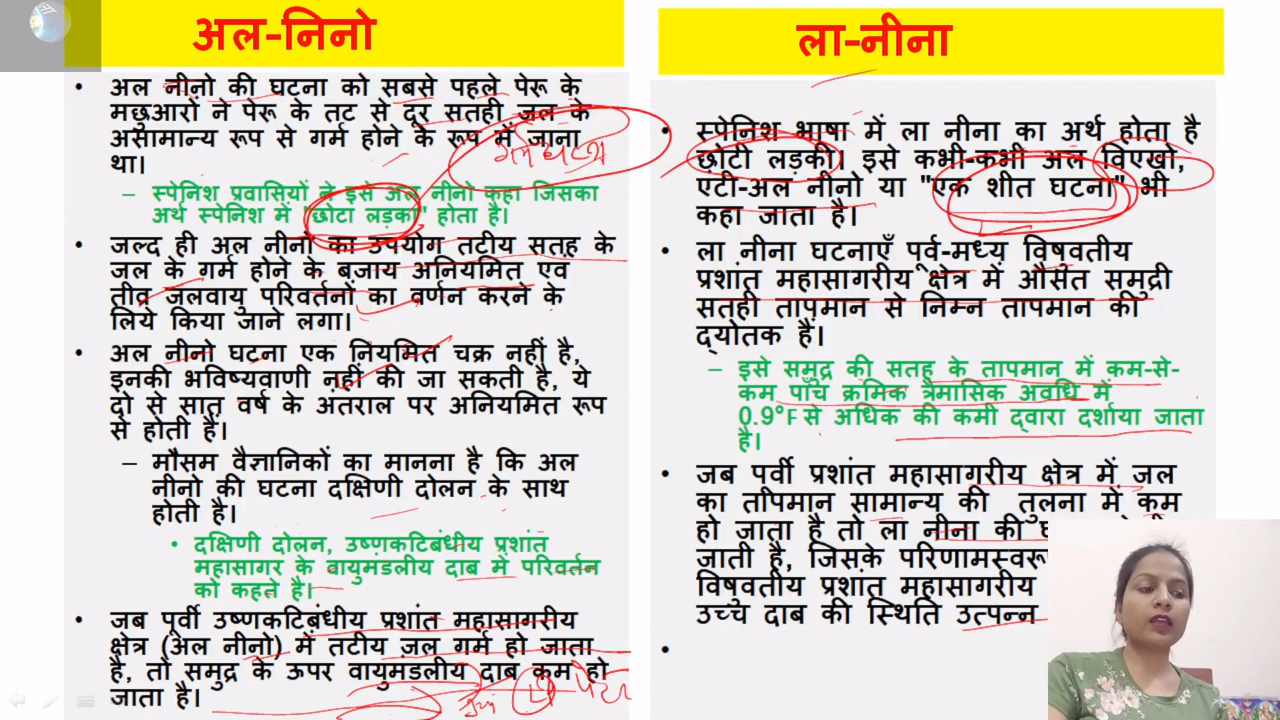 अल-निनो
अल नीनो की घटना को सबसे पहले पेरू के
मछुआरों ने पेरू के तट से दूर सतही जल के
असामान्य रूप से गर्म होने के रूप में जाना
था।
– स्पेनिश प्रवासियों ने इसे अल नीनो कहा जिसका
अर्थ स्पेनिश में "छोटा लड़का" होता है।
जल्द ही अल नीनो का उपयोग तटीय सतह के
जल के गर्म होने के बजाय अनियमित एवं
तीव्र जलवायु परिवर्तनों का वर्णन करने के
लिये किया जाने लगा।
अल नीनो घटना एक नियमित चक्र नहीं है,
इनकी भविष्यवाणी नहीं की जा सकती है, ये
दो से सात वर्ष के अंतराल पर अनियमित रूप
से होती हैं।
– मौसम वैज्ञानिकों का मानना है कि अल
नीनो की घटना दक्षिणी दोलन के साथ
होती है।
दक्षिणी दोलन, उष्णकटिबंधीय प्रशांत
महासागर के वायुमंडलीय दाब में परिवर्तन
को कहते है।
जब पूर्वी उष्णकटिबंधीय प्रशांत महासागरीय
क्षेत्र (अल नीनो) में तटीय जल गर्म हो जाता
है, तो समुद्र के ऊपर वायुमंडलीय दाब कम हो
जाता है।
ला-नीना
स्पेनिश भाषा में ला नीना का अर्थ होता है
छोटी लड़की। इसे कभी-कभी अल विएखो,
एंटी-अल नीनो या "एक शीत घटना" भी
कहा जाता है।
ला नीना घटनाएँ पूर्व-मध्य विषुवतीय
प्रशांत महासागरीय क्षेत्र में औसत समुद्री
सतही तापमान से निम्न तापमान की
द्योतक हैं।
– इसे समुद्र की सतह के तापमान में कम-से-
कम पाँच क्रमिक त्रैमासिक अवधि में
0.9°F से अधिक की कमी द्वारा दर्शाया जाता
है।
जब पूर्वी प्रशांत महासागरीय क्षेत्र में जल
का तापमान सामान्य की तुलना में कम
हो जाता है तो ला नीना की
जाती है, जिसके
विषुवतीय प्रशांत महासागरीय
उच्च दाब की स्थिति उत्पन्न